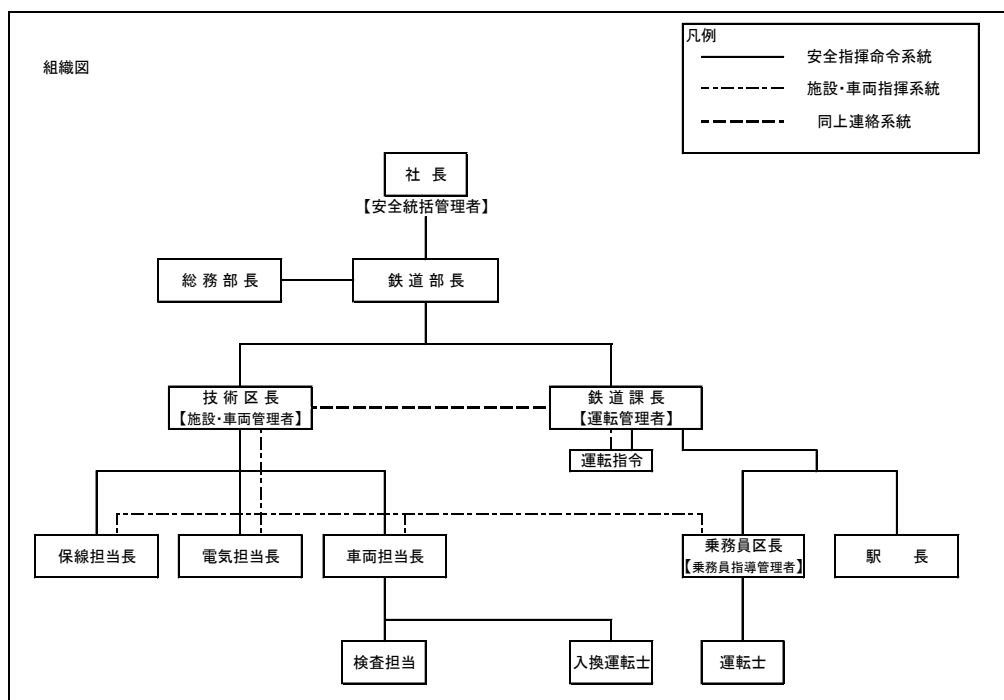 組織図
凡例
安全指揮命令系統
施設・車両指揮系統
同上連絡系統
社 長
【安全統括管理者】
総 務 部 長
鉄 道 部 長
技 術 区 長
【施設・車両管理者】
鉄 道 課 長
【運転管理者】
運転指令
保線担当長
電気担当長
車両担当長
乗務員区長
【乗務員指導管理者】
駅 長
検査担当
入換運転士
運転士